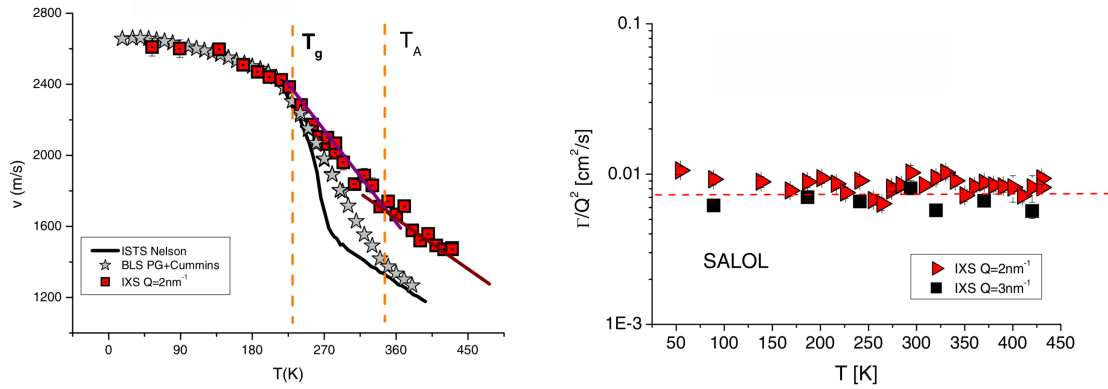 2800
2400
2000
1600
1200
v (m/s)
T_g
T_A
ISTS Nelson
BLS PG+Cummins
IXS Q=2nm⁻¹
0 90 180 270 360 450
T(K)
0.1
0.01
1E-3
Γ/Q² [cm²/s]
SALOL
IXS Q=2nm⁻¹
IXS Q=3nm⁻¹
50 100 150 200 250 300 350 400 450
T [K]